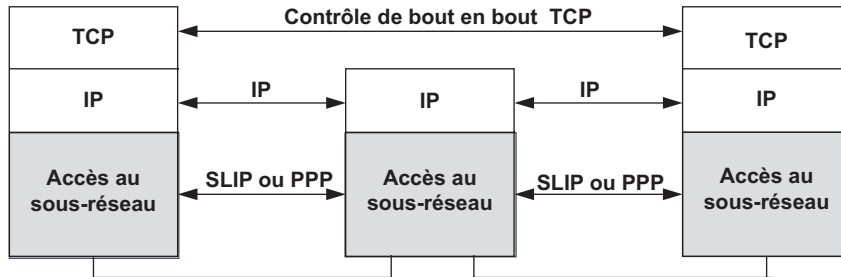 Contrôle de bout en bout TCP
TCP
TCP
IP
IP
IP
IP
IP
Accès au
sous-réseau
SLIP ou PPP
Accès au
sous-réseau
SLIP ou PPP
Accès au
sous-réseau